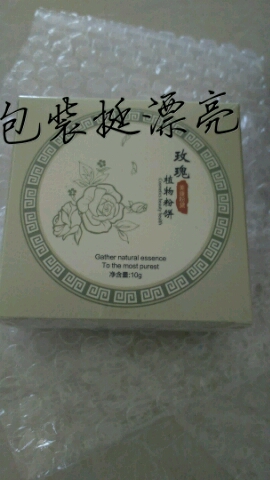 包装挺漂亮
玫瑰
植物粉饼
Gather natural essence
To the most purest
净含量:10g